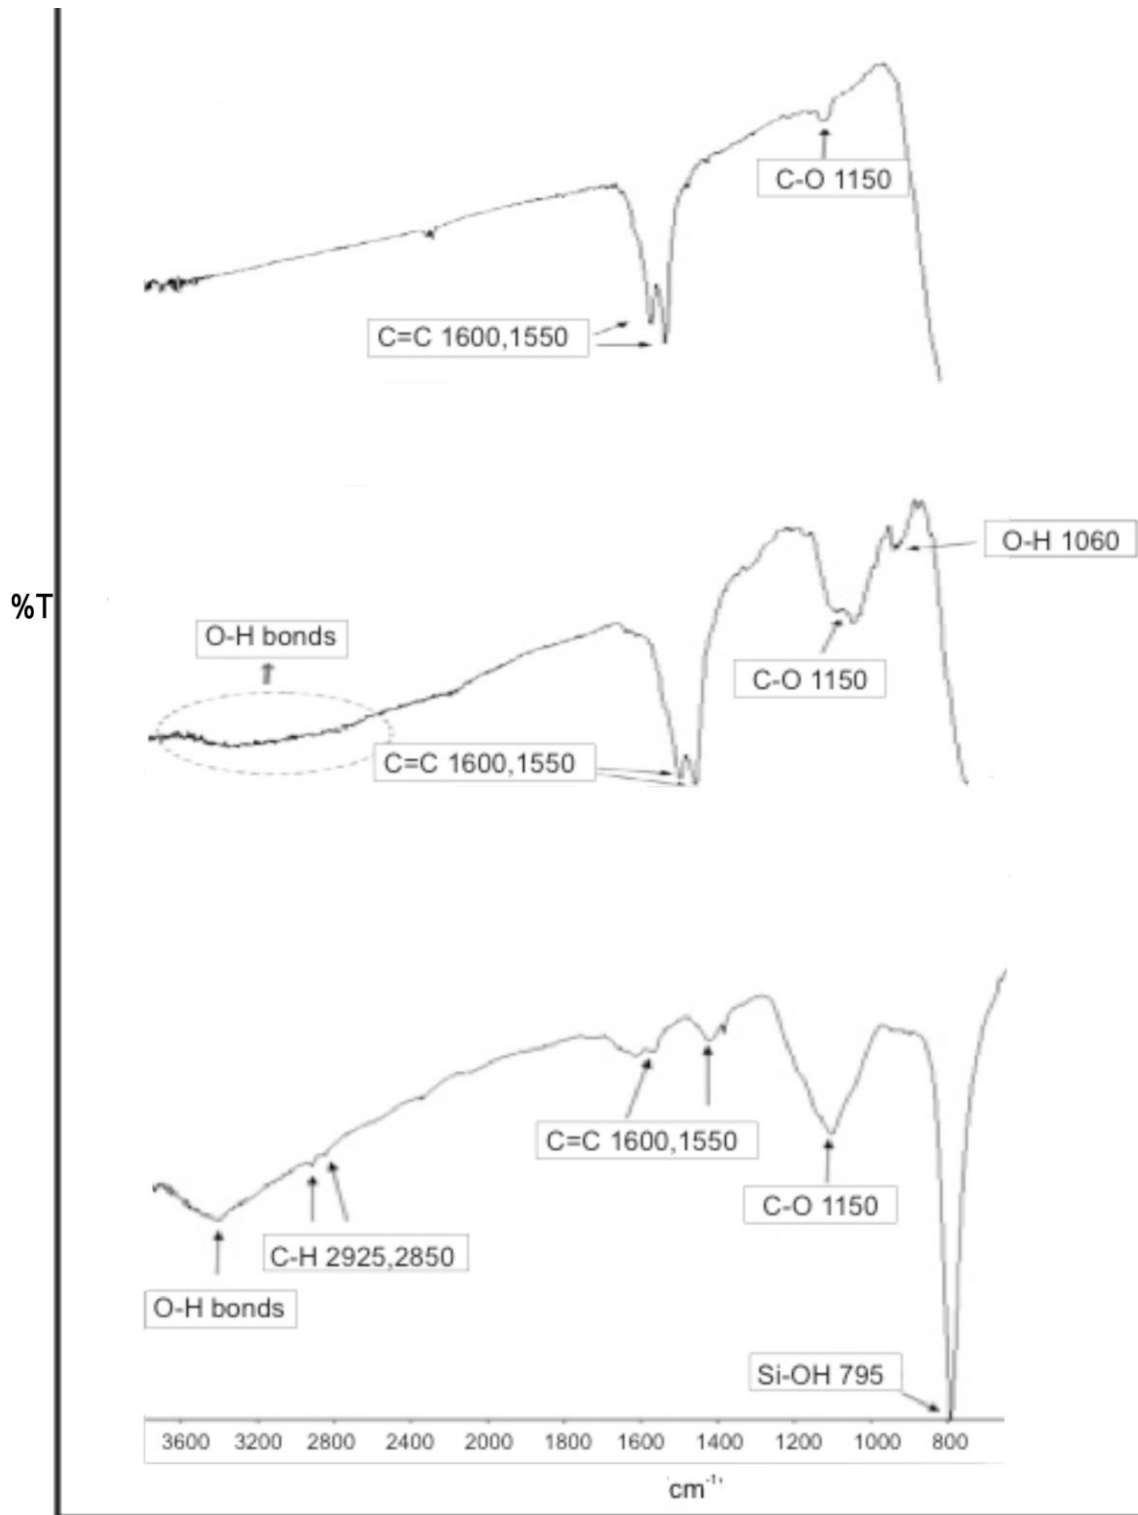 C-O 1150
C=C 1600,1550
O-H 1060
%T
O-H bonds
C-O 1150
C=C 1600,1550
C=C 1600,1550
C-O 1150
C-H 2925,2850
O-H bonds
Si-OH 795
3600 3200 2800 2400 2000 1800 1600 1400 1200 1000 800
cm-1